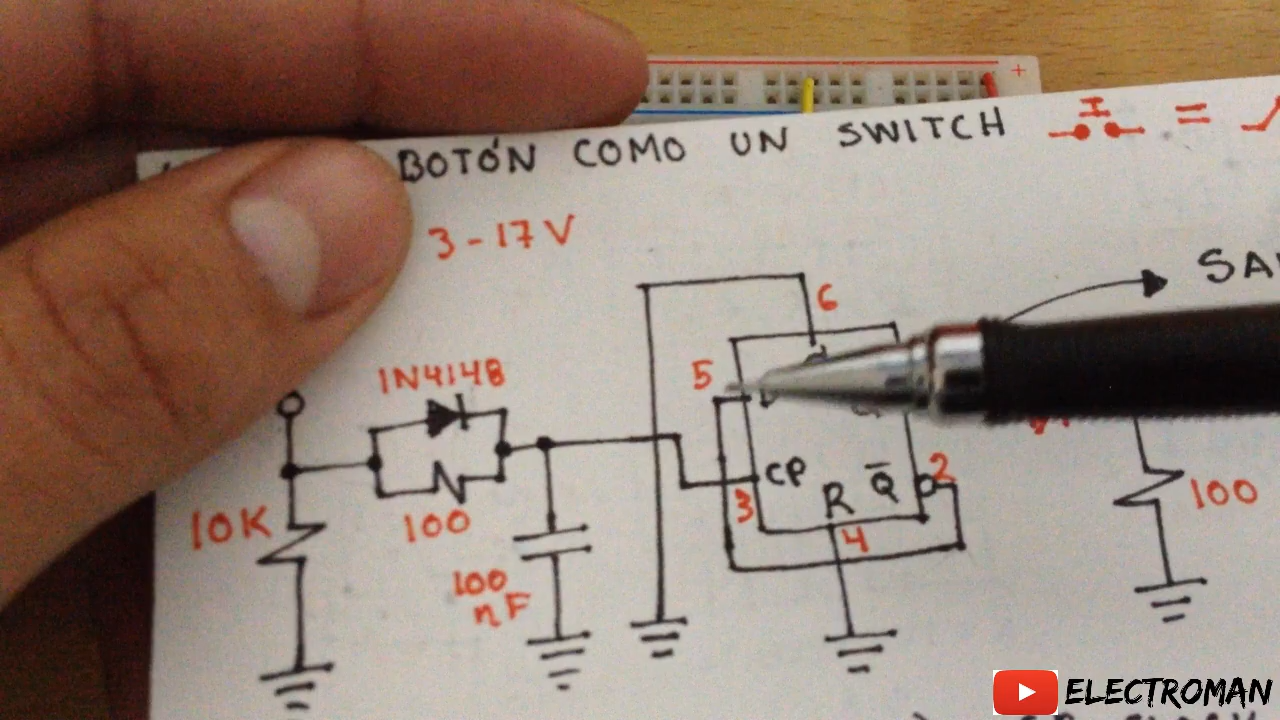 BOTÓN COMO UN SWITCH =
3-17V
6
5
1N4148
CP
Q̅
2
10K
100
3
R
4
100
100
nF
+
ELECTROMAN